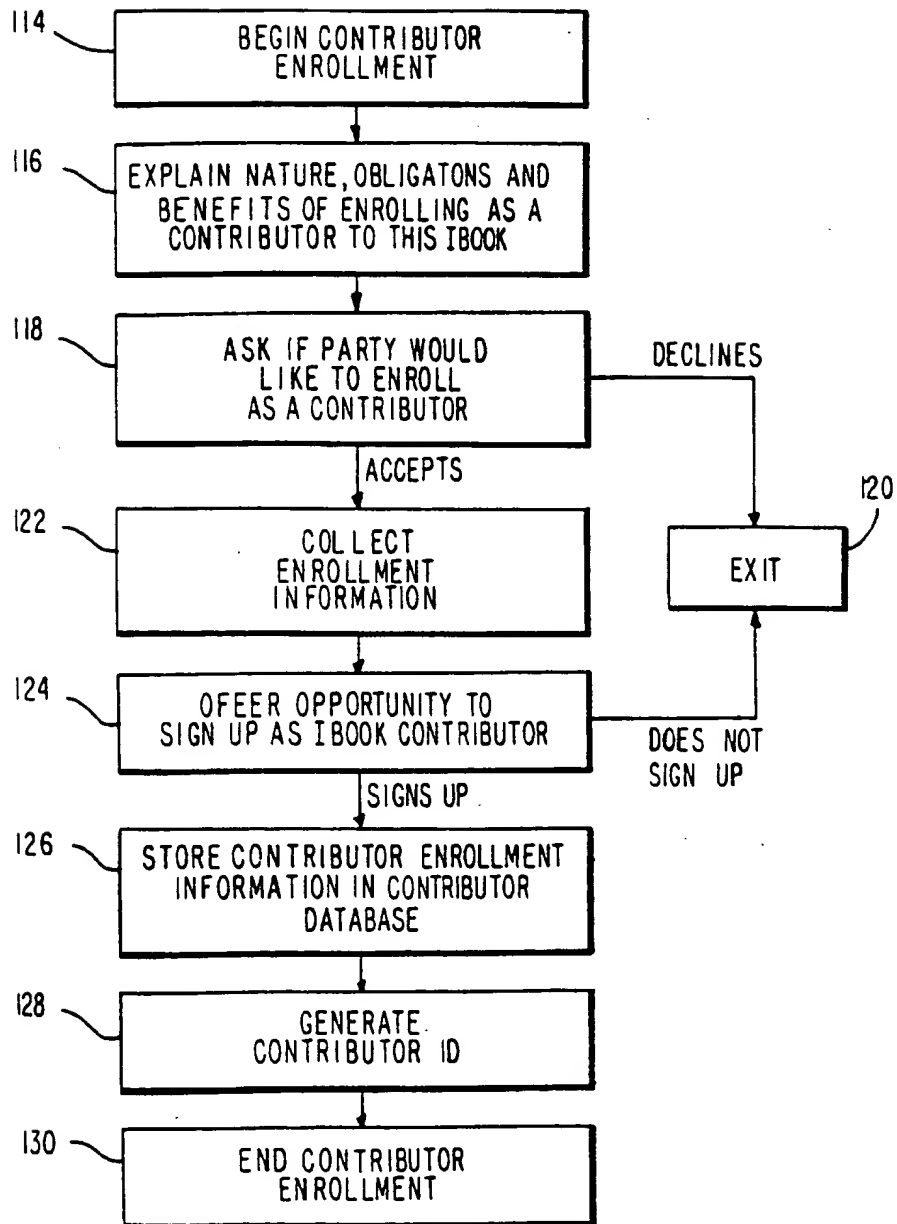 114
BEGIN CONTRIBUTOR
ENROLLMENT
116
EXPLAIN NATURE, OBLIGATONS AND
BENEFITS OF ENROLLING AS A
CONTRIBUTOR TO THIS IBOOK
118
ASK IF PARTY WOULD
LIKE TO ENROLL
AS A CONTRIBUTOR
DECLINES
ACCEPTS
120
EXIT
122
COLLECT
ENROLLMENT
INFORMATION
124
OFEER OPPORTUNITY TO
SIGN UP AS IBOOK CONTRIBUTOR
DOES NOT
SIGN UP
SIGNS UP
126
STORE CONTRIBUTOR ENROLLMENT
INFORMATION IN CONTRIBUTOR
DATABASE
128
GENERATE
CONTRIBUTOR ID
130
END CONTRIBUTOR
ENROLLMENT